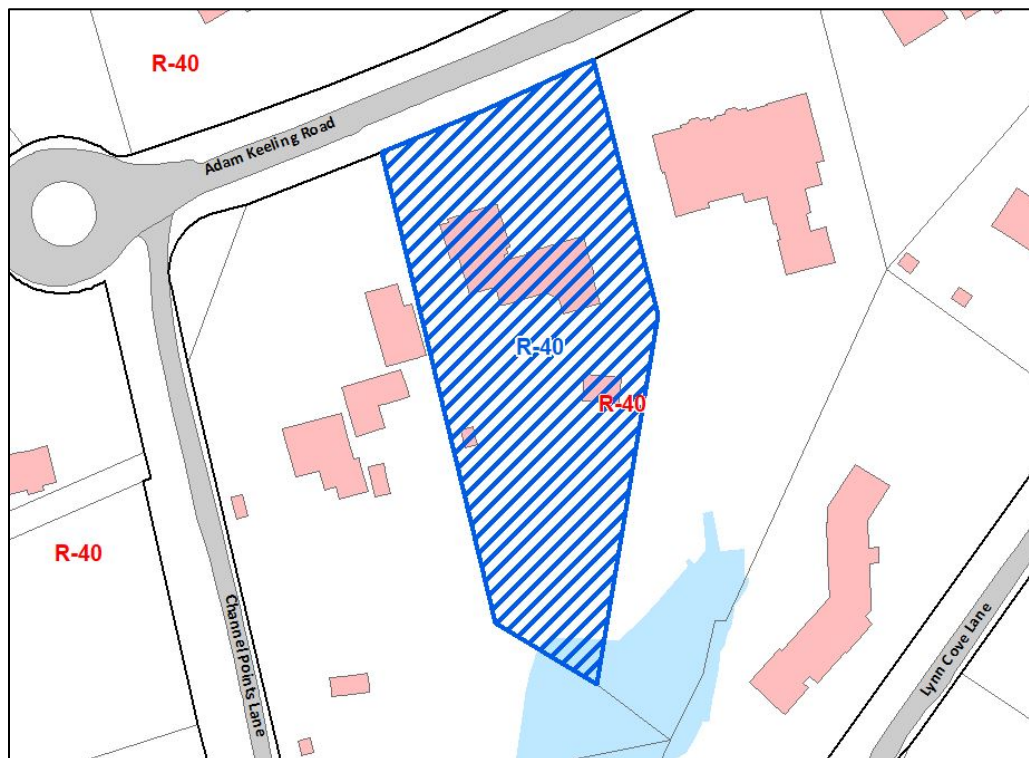 R-40
Adam Keeling Road
R-40
R-40
R-40
Channel Points Lane
Lynn Cove Lane